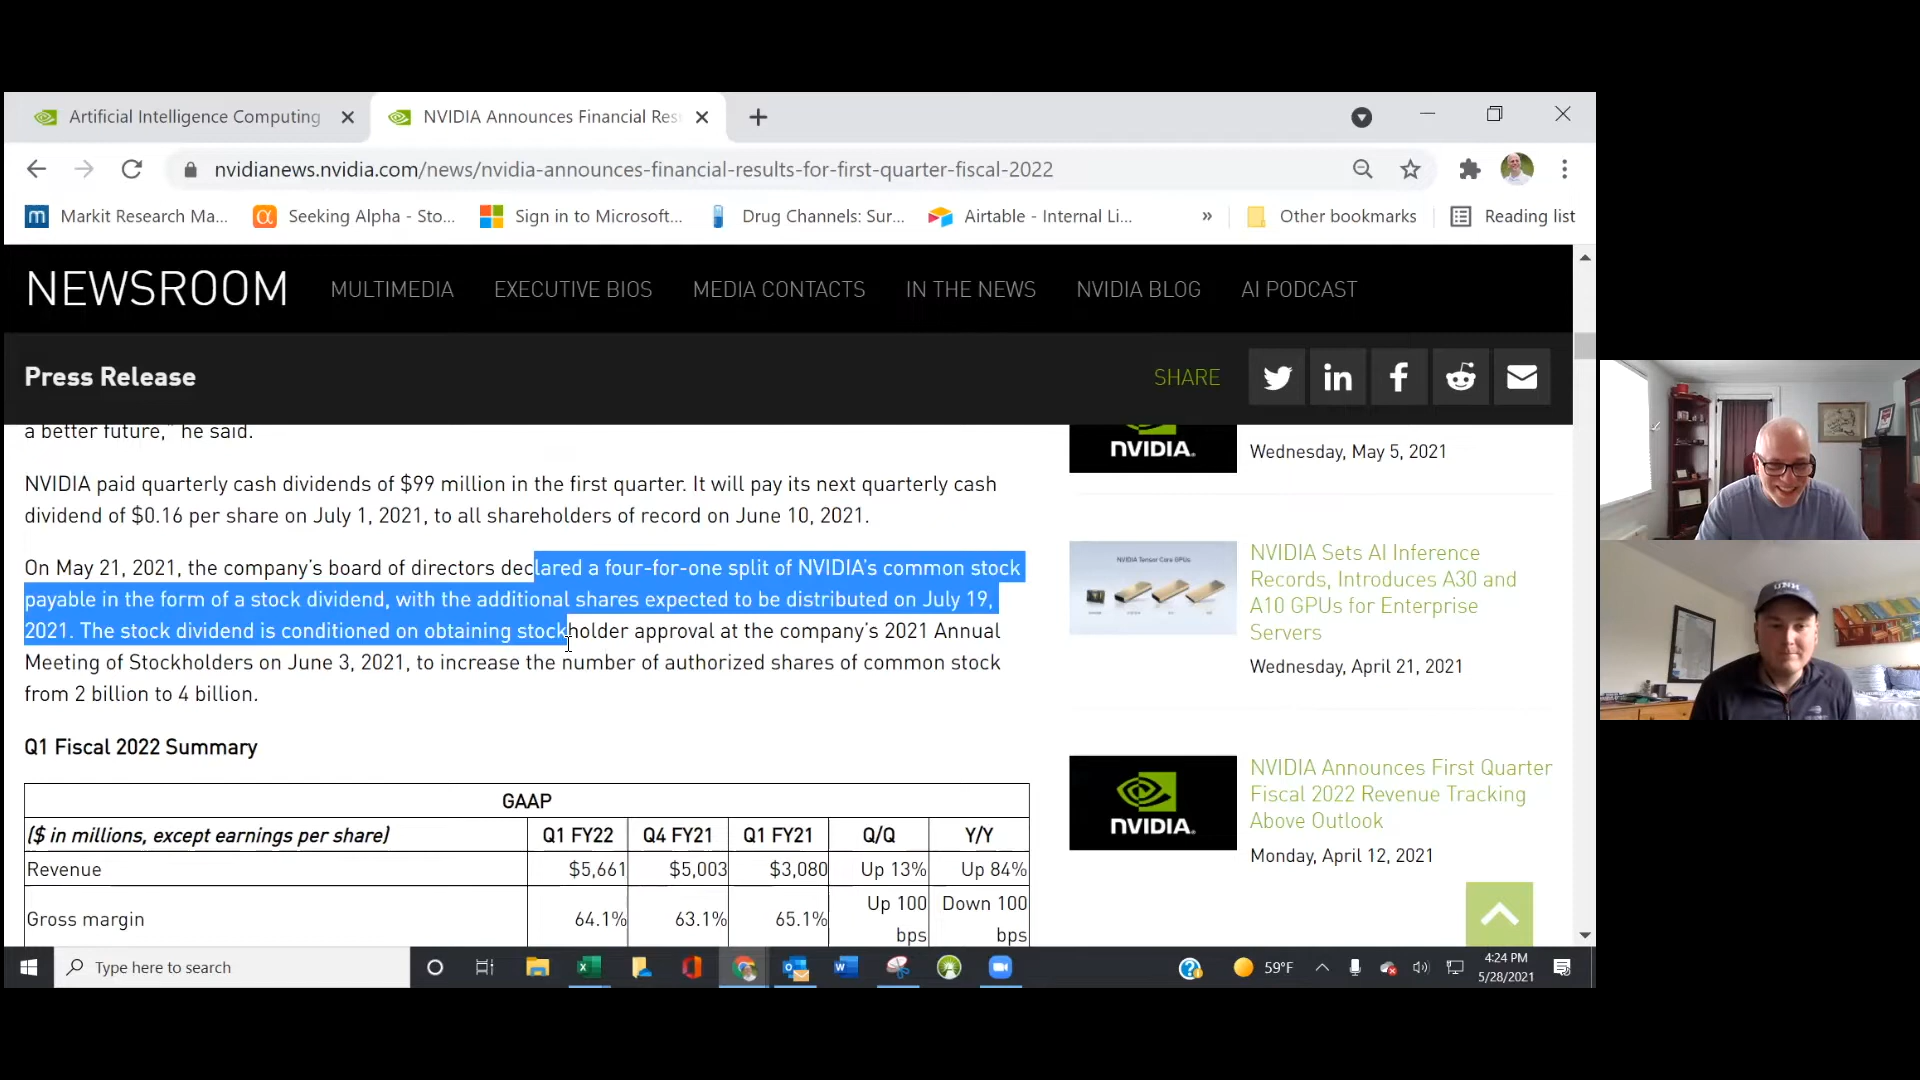 Artificial Intelligence Computing
NVIDIA Announces Financial Res
nvidianews.nvidia.com/news/nvidia-announces-financial-results-for-first-quarter-fiscal-2022
Markit Research Ma...
Seeking Alpha - Sto...
Sign in to Microsoft...
Drug Channels: Sur...
Airtable - Internal Li...
»
Other bookmarks
Reading list
NEWSROOM
MULTIMEDIA
EXECUTIVE BIOS
MEDIA CONTACTS
IN THE NEWS
NVIDIA BLOG
AI PODCAST
Press Release
SHARE
a better future,” he said.
NVIDIA paid quarterly cash dividends of $99 million in the first quarter. It will pay its next quarterly cash
dividend of $0.16 per share on July 1, 2021, to all shareholders of record on June 10, 2021.
On May 21, 2021, the company’s board of directors declared a four-for-one split of NVIDIA’s common stock
payable in the form of a stock dividend, with the additional shares expected to be distributed on July 19,
2021. The stock dividend is conditioned on obtaining stockholder approval at the company’s 2021 Annual
Meeting of Stockholders on June 3, 2021, to increase the number of authorized shares of common stock
from 2 billion to 4 billion.
Q1 Fiscal 2022 Summary
GAAP
($ in millions, except earnings per share) Q1 FY22 Q4 FY21 Q1 FY21 Q/Q Y/Y
Revenue $5,661 $5,003 $3,080 Up 13% Up 84%
Gross margin 64.1% 63.1% 65.1% Up 100 bps Down 100 bps
NVIDIA.
Wednesday, May 5, 2021
NVIDIA Tensor Core GPUs
NVIDIA Sets AI Inference
Records, Introduces A30 and
A10 GPUs for Enterprise
Servers
Wednesday, April 21, 2021
NVIDIA.
NVIDIA Announces First Quarter
Fiscal 2022 Revenue Tracking
Above Outlook
Monday, April 12, 2021
UNH
Type here to search
59°F
4:24 PM
5/28/2021